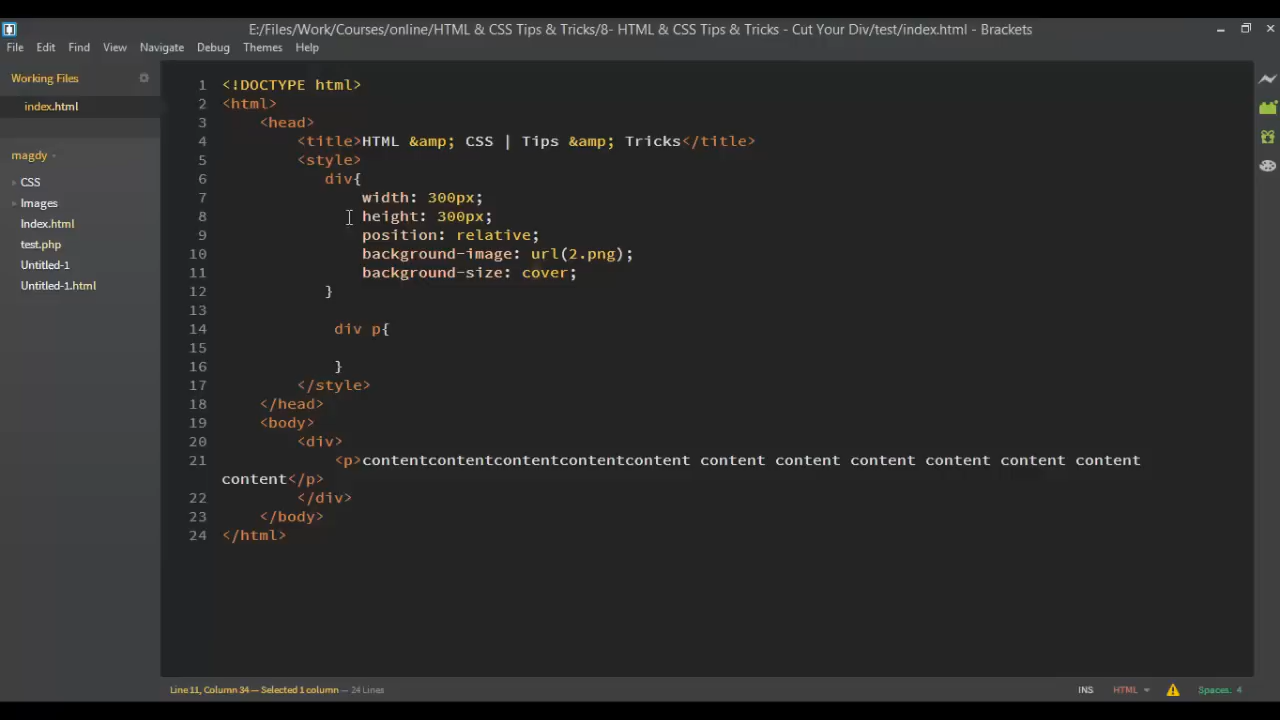 E:/Files/Work/Courses/online/HTML & CSS Tips & Tricks/8- HTML & CSS Tips & Tricks - Cut Your Div/test/index.html - Brackets
File Edit Find View Navigate Debug Themes Help
Working Files
index.html
magdy
CSS
Images
Index.html
test.php
Untitled-1
Untitled-1.html
1 <!DOCTYPE html>
2 <html>
3 <head>
4 <title>HTML &amp; CSS | Tips &amp; Tricks</title>
5 <style>
6 div{
7 width: 300px;
8 height: 300px;
9 position: relative;
10 background-image: url(2.png);
11 background-size: cover;
12 }
13
14 div p{
15
16 }
17 </style>
18 </head>
19 <body>
20 <div>
21 <p>contentcontentcontentcontentcontent content content content content content content
content</p>
22 </div>
23 </body>
24 </html>
Line 11, Column 34 — Selected 1 column — 24 Lines
INS HTML Spaces: 4